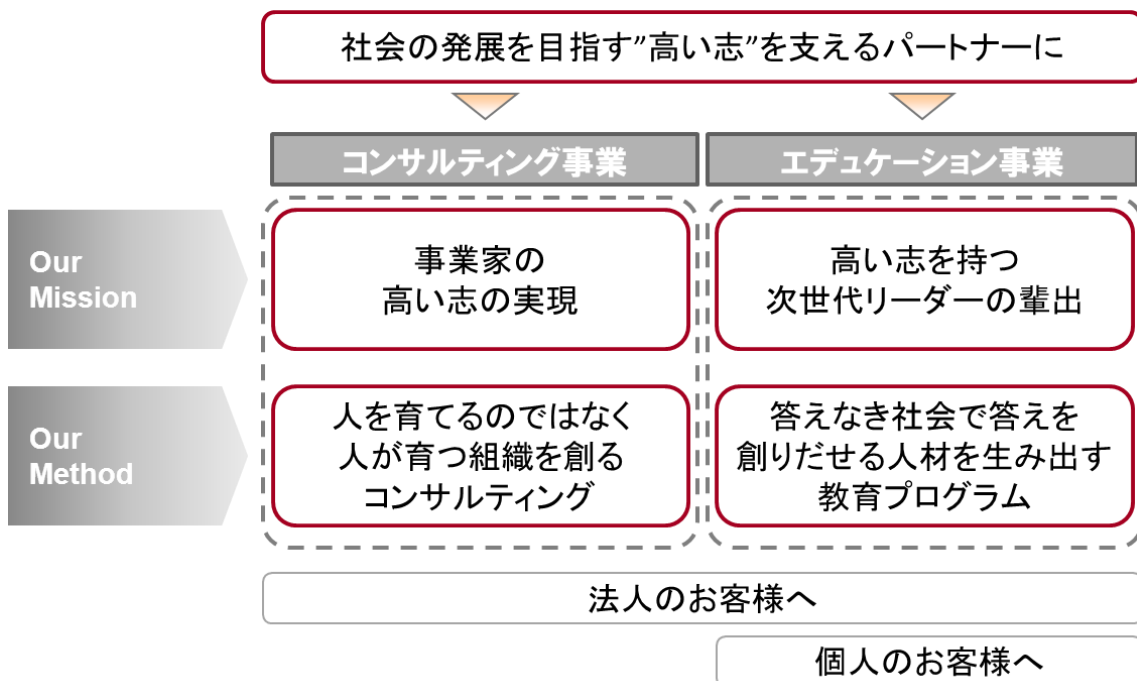 社会の発展を目指す”高い志”を支えるパートナーに
コンサルティング事業
エデュケーション事業
Our
Mission
事業家の
高い志の実現
高い志を持つ
次世代リーダーの輩出
Our
Method
人を育てるのではなく
人が育つ組織を創る
コンサルティング
答えなき社会で答えを
創りだせる人材を生み出す
教育プログラム
法人のお客様へ
個人のお客様へ